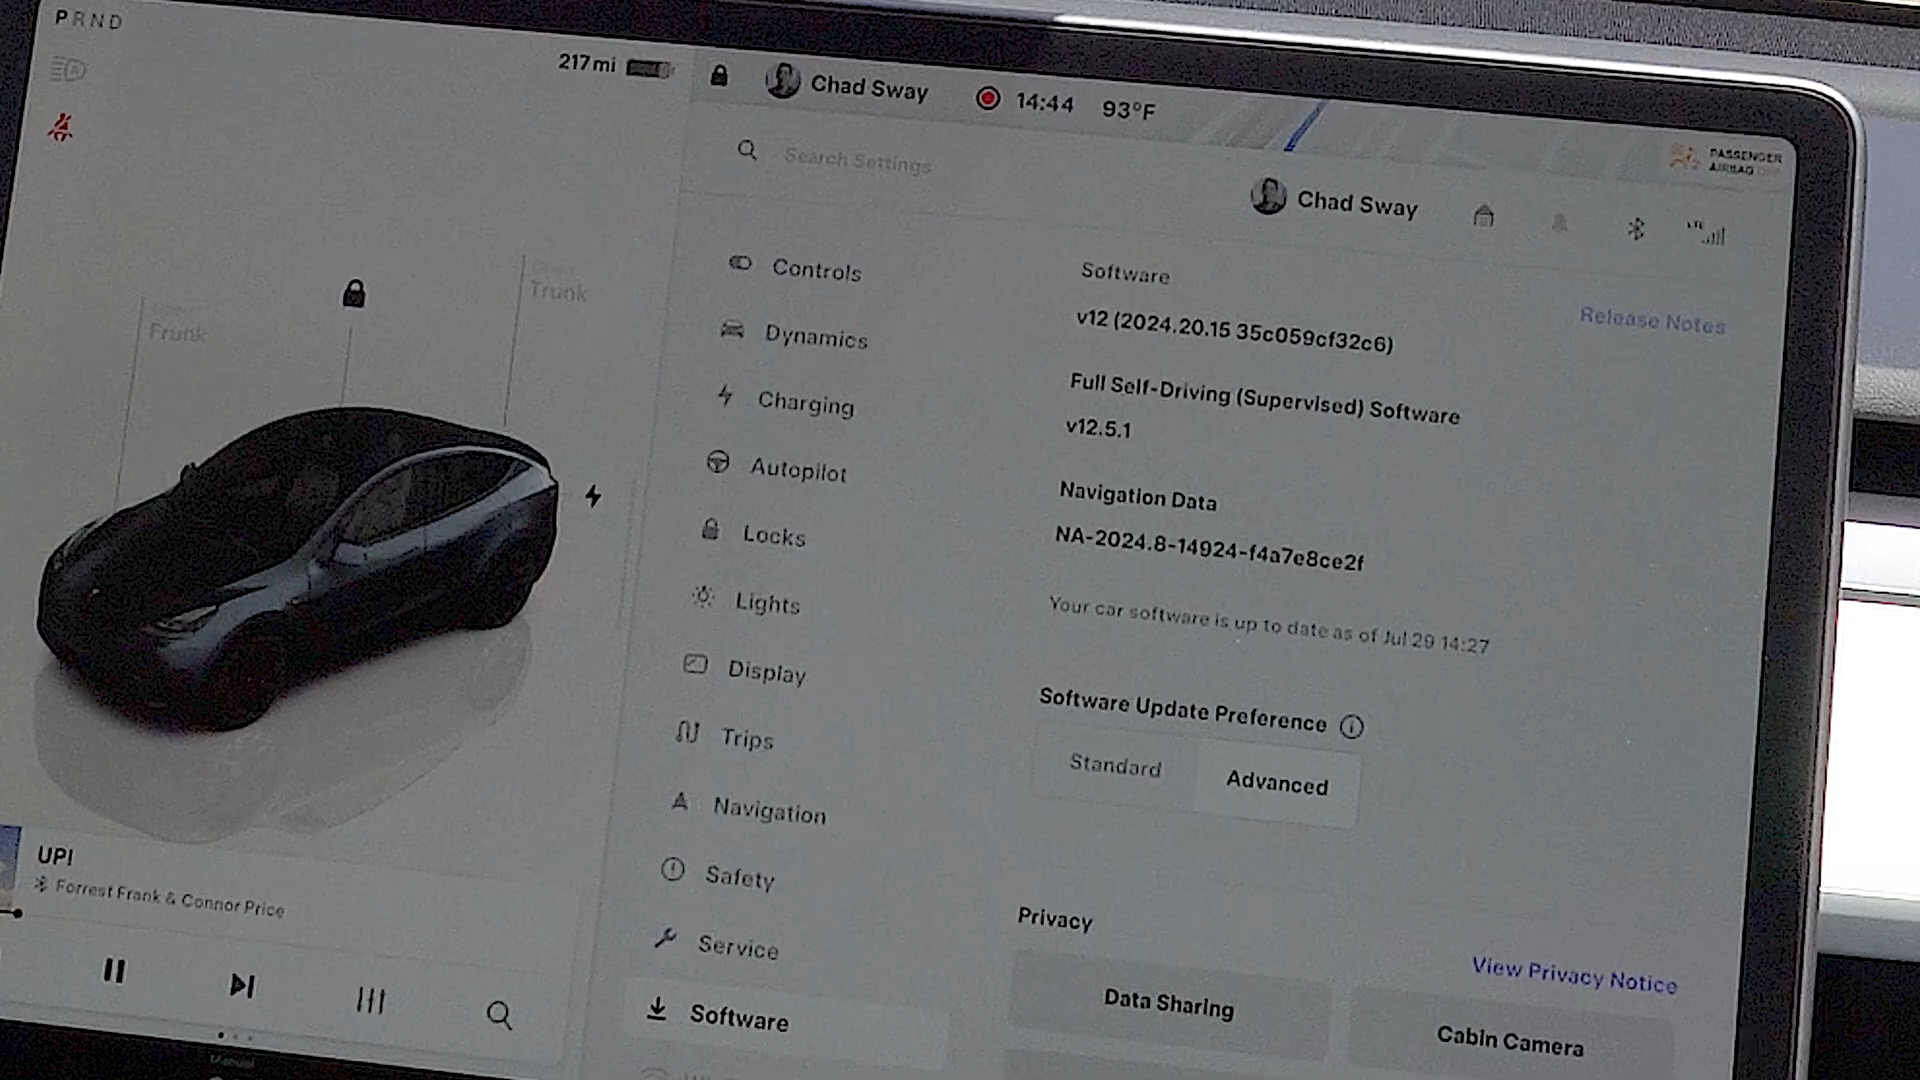 PRND
217 mi
Chad Sway
14:44
93°F
PASSENGER
AIRBAG
Search Settings
Chad Sway
LTE
Trunk
Frunk
Controls
Dynamics
Charging
Autopilot
Locks
Lights
Display
Trips
Navigation
Safety
Service
Software
Software
Release Notes
v12 (2024.20.15 35c059cf32c6)
Full Self-Driving (Supervised) Software
v12.5.1
Navigation Data
NA-2024.8-14924-f4a7e8ce2f
Your car software is up to date as of Jul 29 14:27
Software Update Preference
Standard
Advanced
Privacy
View Privacy Notice
Data Sharing
Cabin Camera
UP!
Forrest Frank & Connor Price
Manual